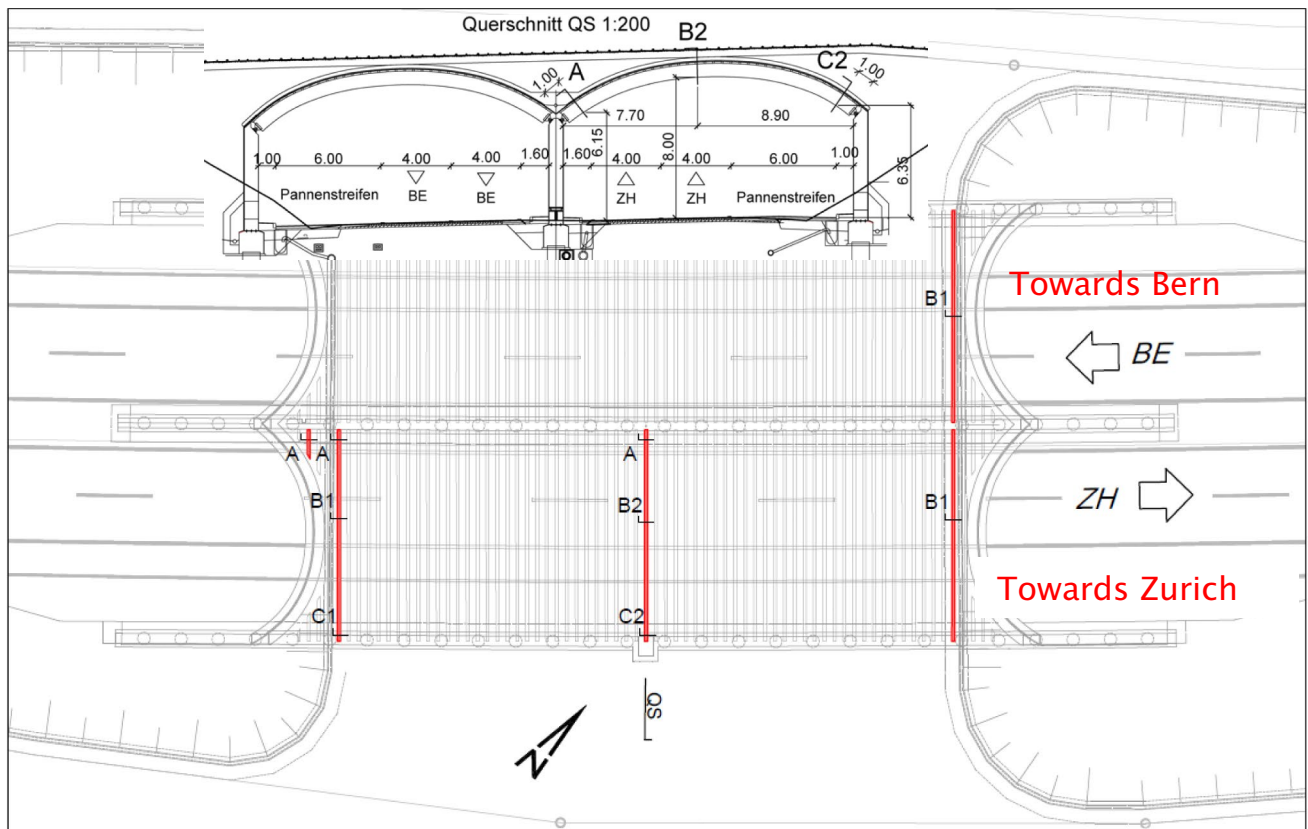 Querschnitt QS 1:200
B2
A
C2
1.00
1.00
7.70
8.90
6.15
8.00
6.35
1.00
6.00
4.00
4.00
1.60
1.60
4.00
4.00
6.00
1.00
Pannenstreifen
BE
BE
ZH
ZH
Pannenstreifen
Towards Bern
B1
BE
A
A
A
B1
B2
B1
ZH
Towards Zurich
C1
C2
QS
N